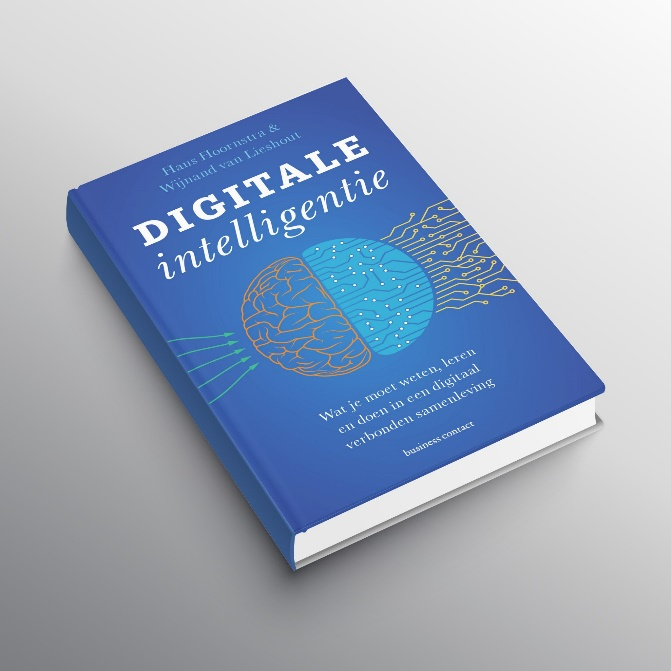 Hans Hoornstra &
Wijnand van Lieshout
DIGITALE
intelligentie
Wat je moet weten, leren
en doen in een digitaal
verbonden samenleving
business contact